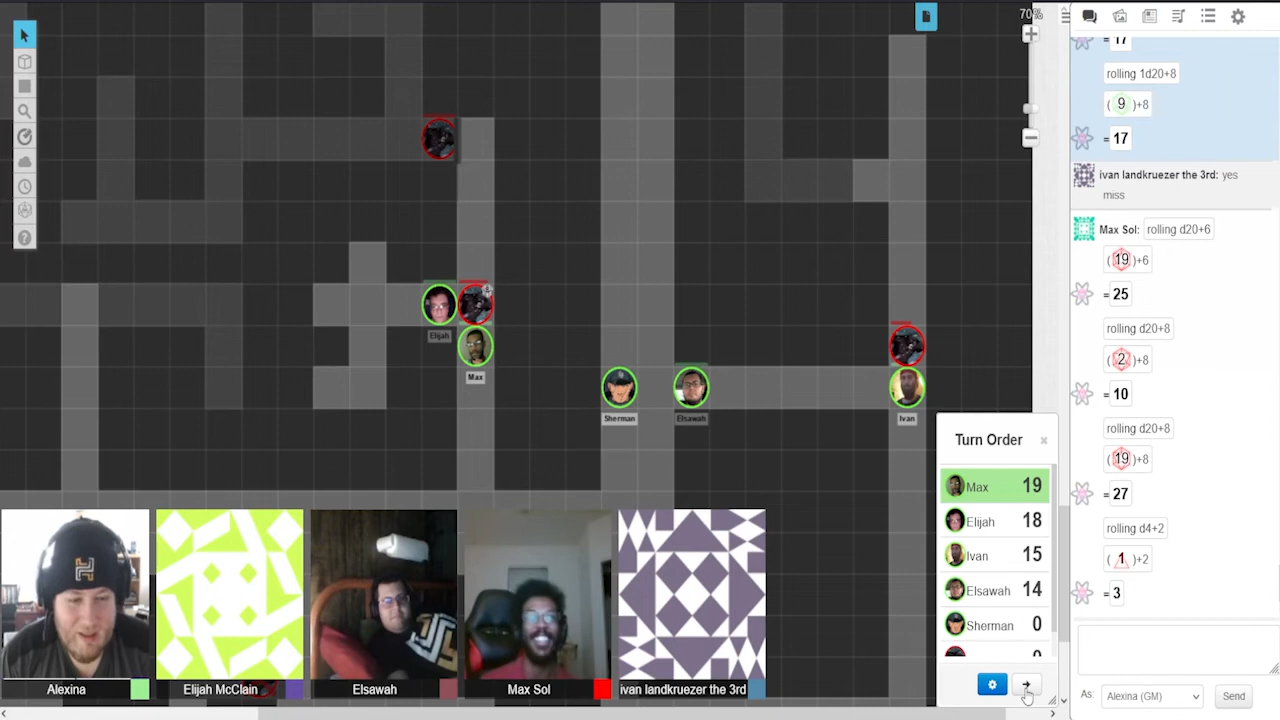 70%
= 17
rolling 1d20+8
(9)+8
= 17
ivan landkruezer the 3rd: yes
miss
Max Sol: rolling d20+6
(19)+6
= 25
rolling d20+8
(2)+8
= 10
rolling d20+8
(19)+8
= 27
rolling d4+2
(1)+2
= 3
As: Alexina (GM) Send
Elijah
Max
Sherman
Elsawah
Ivan
Turn Order ×
Max 19
Elijah 18
Ivan 15
Elsawah 14
Sherman 0
Alexina
Elijah McClain
Elsawah
Max Sol
ivan landkruezer the 3rd